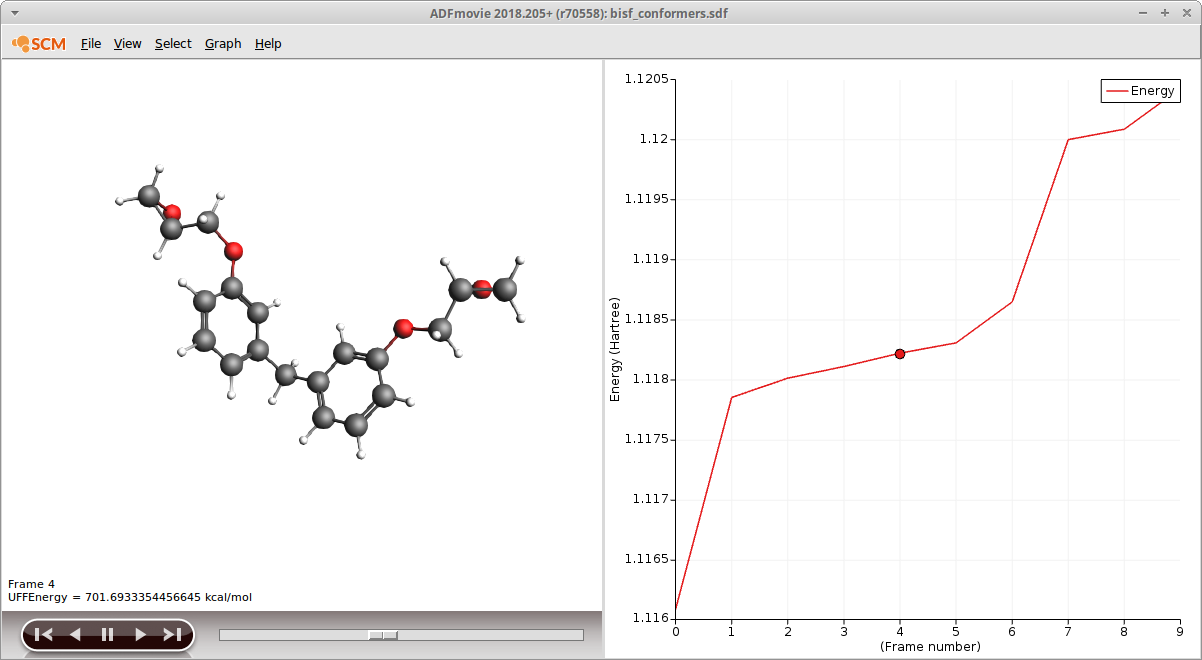 ADFmovie 2018.205+ (r70558): bisf_conformers.sdf
SCM File View Select Graph Help
1.1205
1.12
1.1195
1.119
1.1185
1.118
1.1175
1.117
1.1165
1.116
Energy (Hartree)
Energy
0 1 2 3 4 5 6 7 8 9
(Frame number)
Frame 4
UFFEnergy = 701.6933354456645 kcal/mol